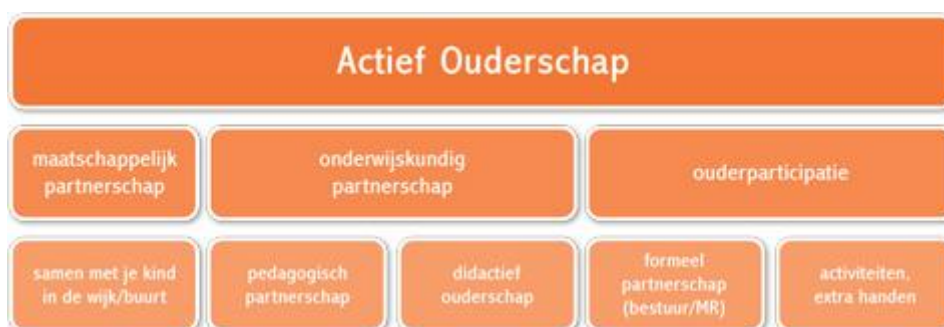 Actief Ouderschap
maatschappelijk
partnerschap
onderwijskundig
partnerschap
ouderparticipatie
samen met je kind
in de wijk/buurt
pedagogisch
partnerschap
didactief
ouderschap
formeel
partnerschap
(bestuur/MR)
activiteiten,
extra handen